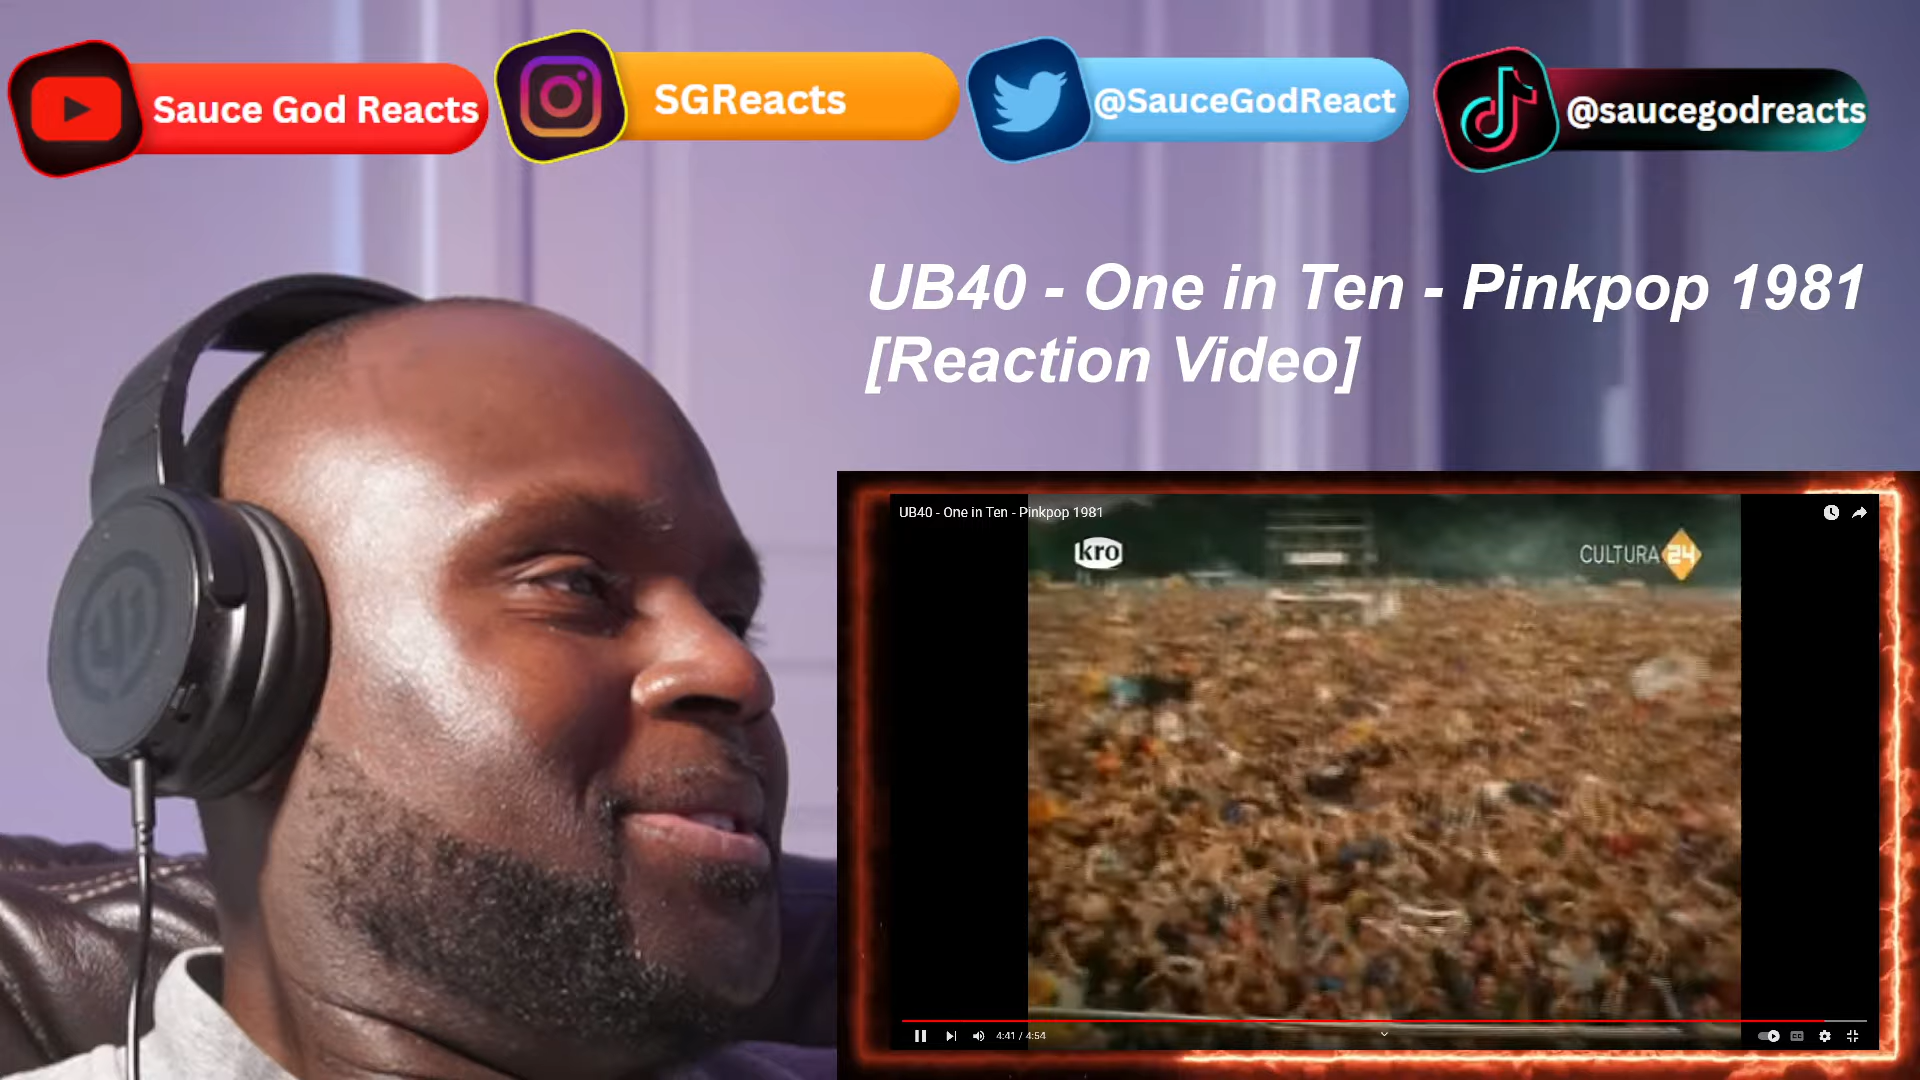 Sauce God Reacts
SGReacts
@SauceGodReact
@saucegodreacts
UB40 - One in Ten - Pinkpop 1981
[Reaction Video]
UB40 - One in Ten - Pinkpop 1981
kro
CULTURA 24
4:41 / 4:54
CC